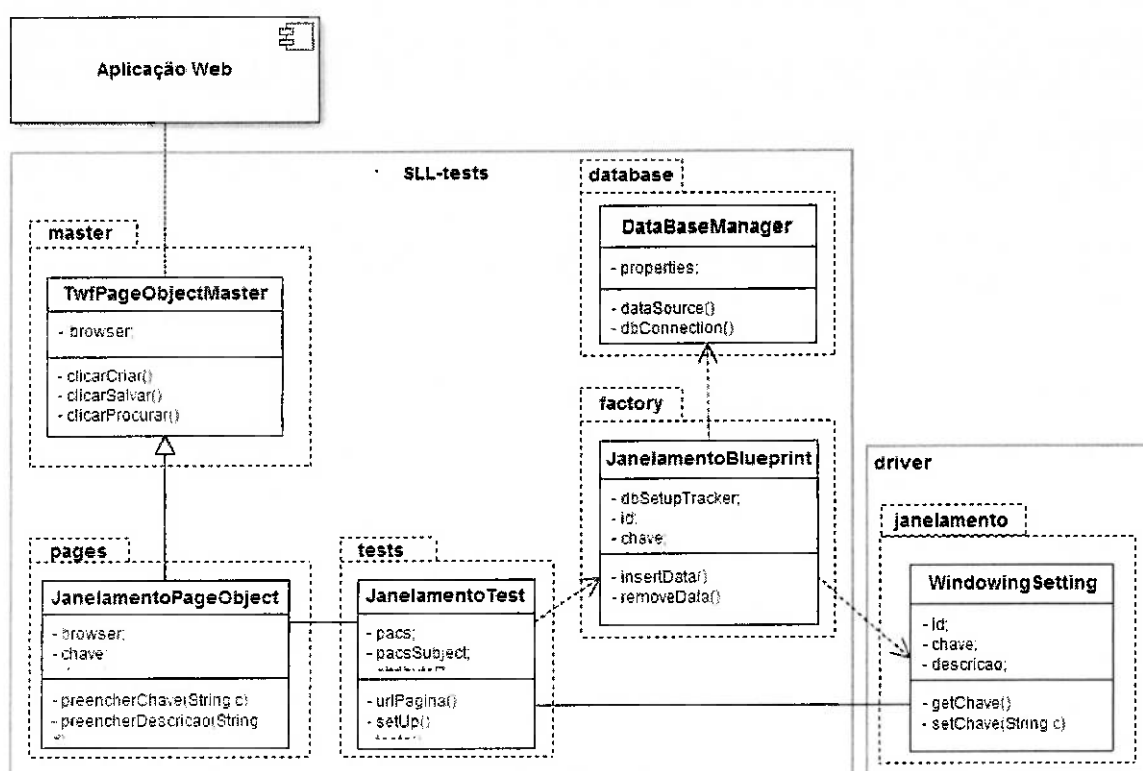 Aplicação Web
SLL-tests
database
DataBaseManager
- properties;
- dataSource()
- dbConnection()
master
TwfPageObjectMaster
- browser;
- clicarCriar()
- clicarSalvar()
- clicarProcurar()
factory
JanelamentoBlueprint
- dbSetupTracker;
- id;
- chave;
- insertData()
- removeData()
driver
janelamento
WindowingSetting
- id;
- chave;
- descricao;
- getChave()
- setChave(String c)
pages
JanelamentoPageObject
- browser;
- chave
- preencherChave(String c)
- preencherDescricao(String
tests
JanelamentoTest
- pacs;
- pacsSubject;
- urlPagina()
- setUp()